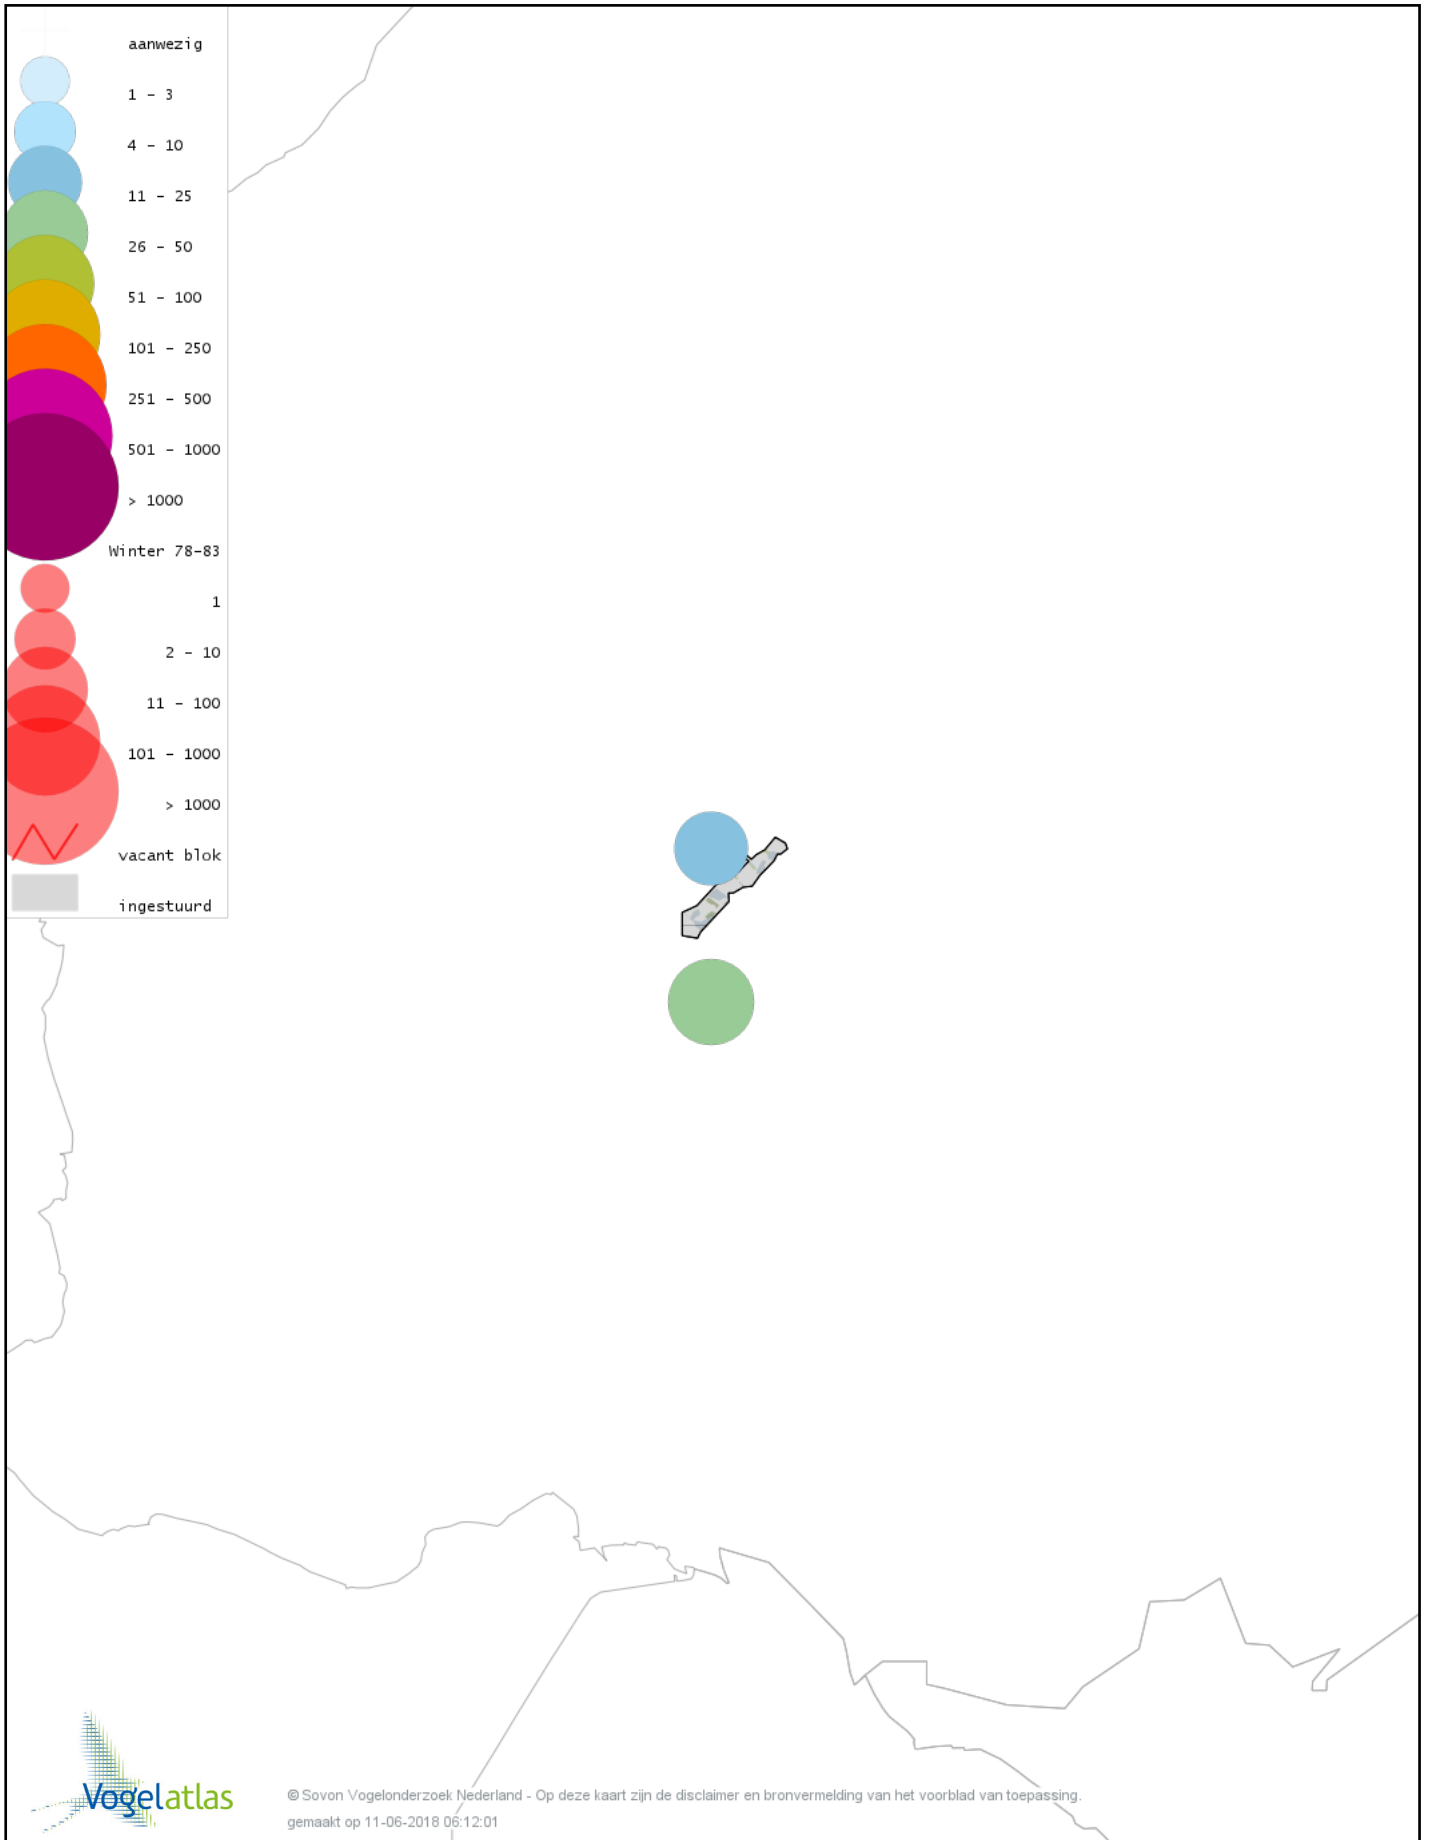 aanwezig
1 - 3
4 - 10
11 - 25
26 - 50
51 - 100
101 - 250
251 - 500
501 - 1000
> 1000
Winter 78-83
1
2 - 10
11 - 100
101 - 1000
> 1000
vacant blok
ingestuurd
Vogelatlas
© Sovon Vogelonderzoek Nederland - Op deze kaart zijn de disclaimer en bronvermelding van het voorblad van toepassing.
gemaakt op 11-06-2018 06:12:01